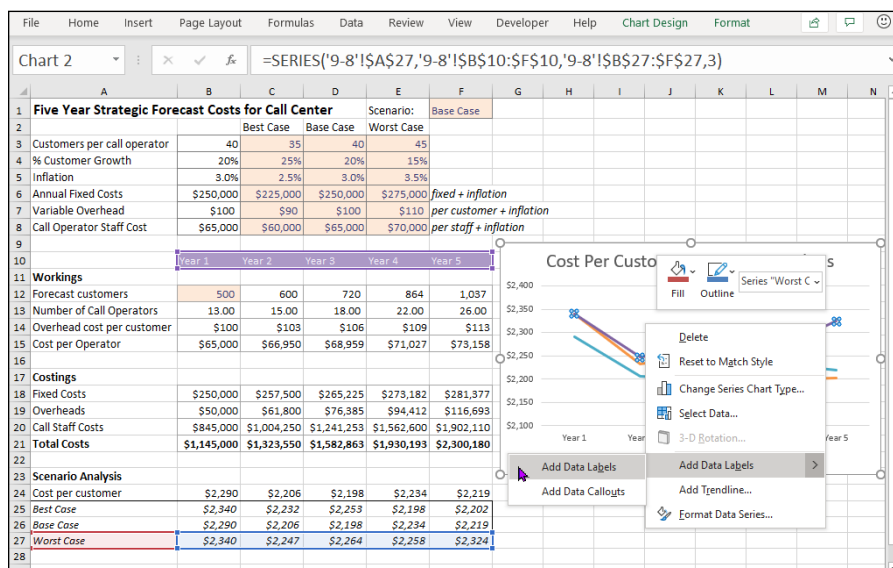 File Home Insert Page Layout Formulas Data Review View Developer Help Chart Design Format
Chart 2 fx =SERIES('9-8'!$A$27,'9-8'!$B$10:$F$10,'9-8'!$B$27:$F$27,3)
A B C D E F G H I J K L M N
1 Five Year Strategic Forecast Costs for Call Center Scenario: Base Case
2 Best Case Base Case Worst Case
3 Customers per call operator 40 35 40 45
4 % Customer Growth 20% 25% 20% 15%
5 Inflation 3.0% 2.5% 3.0% 3.5%
6 Annual Fixed Costs $250,000 $225,000 $250,000 $275,000 fixed + inflation
7 Variable Overhead $100 $90 $100 $110 per customer + inflation
8 Call Operator Staff Cost $65,000 $60,000 $65,000 $70,000 per staff + inflation
9
10 Year 1 Year 2 Year 3 Year 4 Year 5
11 Workings
12 Forecast customers 500 600 720 864 1,037
13 Number of Call Operators 13.00 15.00 18.00 22.00 26.00
14 Overhead cost per customer $100 $103 $106 $109 $113
15 Cost per Operator $65,000 $66,950 $68,959 $71,027 $73,158
16
17 Costings
18 Fixed Costs $250,000 $257,500 $265,225 $273,182 $281,377
19 Overheads $50,000 $61,800 $76,385 $94,412 $116,693
20 Call Staff Costs $845,000 $1,004,250 $1,241,253 $1,562,600 $1,902,110
21 Total Costs $1,145,000 $1,323,550 $1,582,863 $1,930,193 $2,300,180
22
23 Scenario Analysis
24 Cost per customer $2,290 $2,206 $2,198 $2,234 $2,219
25 Best Case $2,340 $2,232 $2,253 $2,198 $2,202
26 Base Case $2,290 $2,206 $2,198 $2,234 $2,219
27 Worst Case $2,340 $2,247 $2,264 $2,258 $2,324
28
Cost Per Custo s
$2,400
$2,350
$2,300
$2,250
$2,200
$2,150
$2,100
Year 1 Year Year 5
Fill Outline Series "Worst C
Delete
Reset to Match Style
Change Series Chart Type...
Select Data...
3-D Rotation...
Add Data Labels
Add Trendline...
Format Data Series...
Add Data Labels
Add Data Callouts